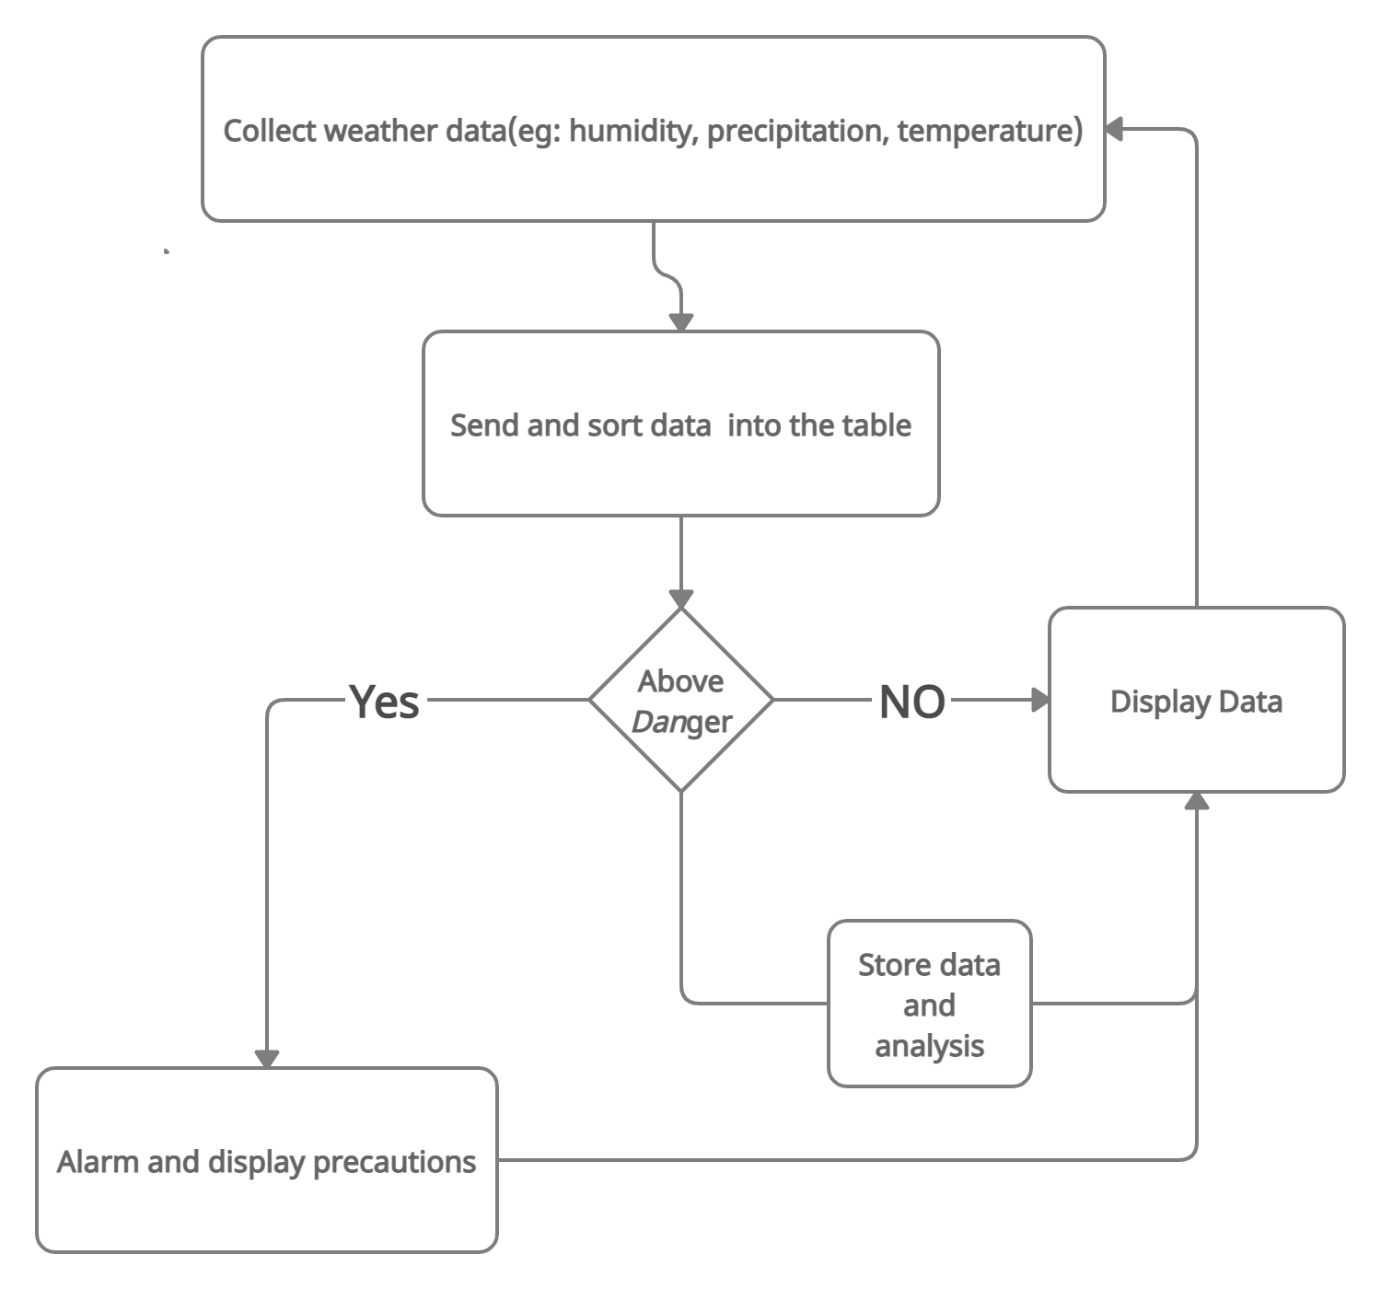 Collect weather data(eg: humidity, precipitation, temperature)
Send and sort data  into the table
Above
Danger
Yes
NO
Display Data
Store data
and
analysis
Alarm and display precautions